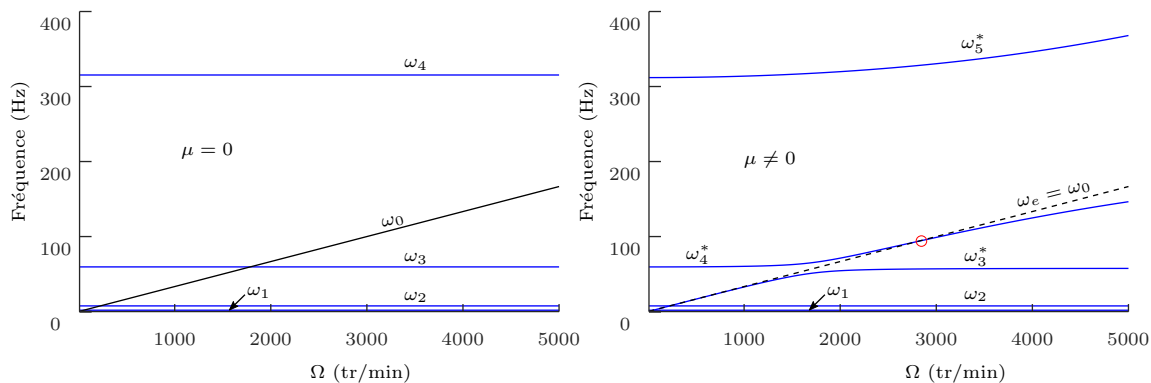 400
300
200
100
0
Fréquence (Hz)
ω₄
μ = 0
ω₀
ω₃
ω₁
ω₂
1000 2000 3000 4000 5000
Ω (tr/min)
400
300
200
100
0
Fréquence (Hz)
ω₅*
μ ≠ 0
ωₑ = ω₀
ω₄*
ω₃*
ω₁
ω₂
1000 2000 3000 4000 5000
Ω (tr/min)